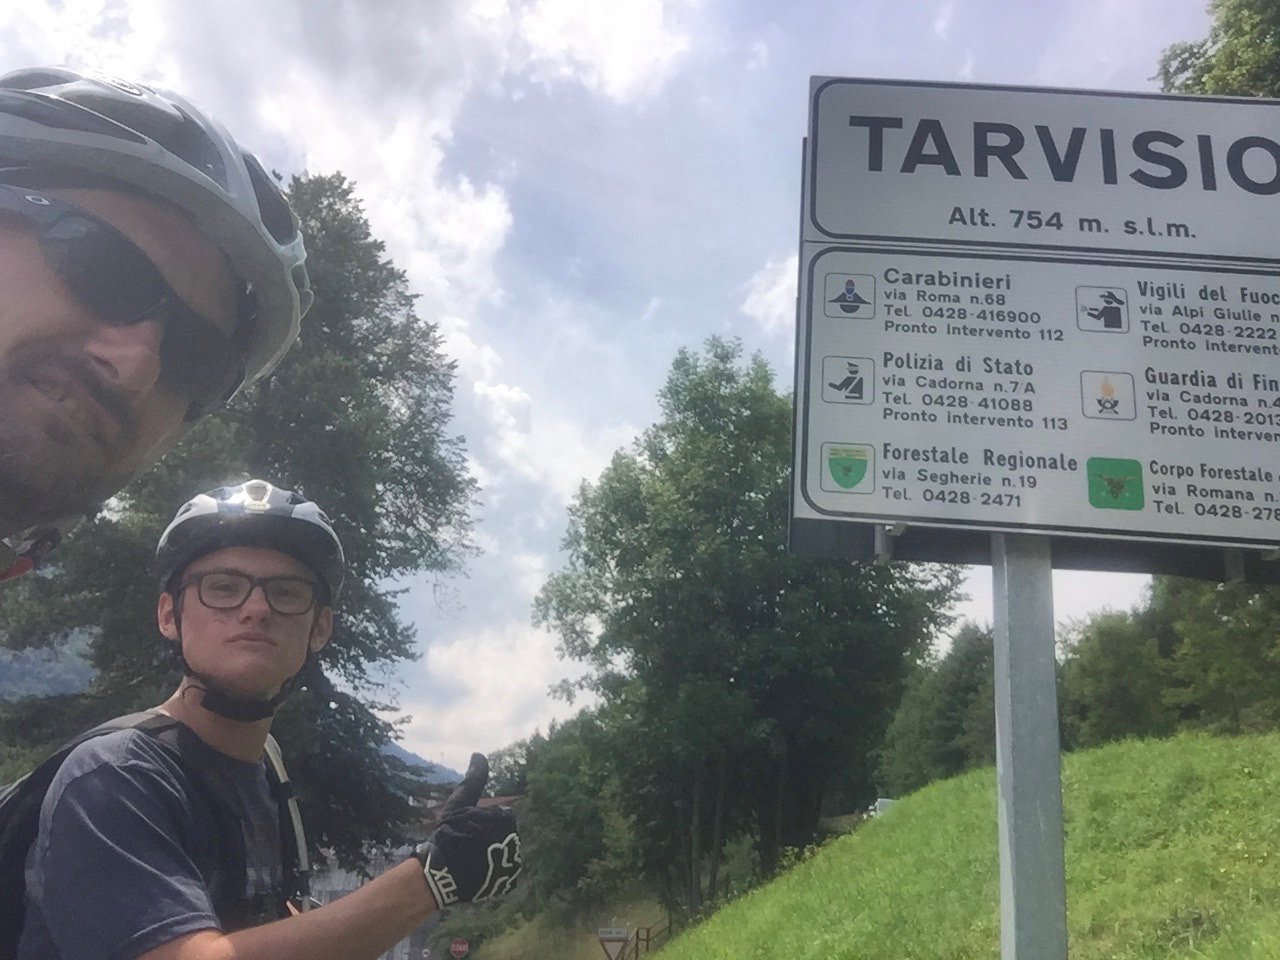 TARVISIO
Alt. 754 m. s.l.m.
Carabinieri
via Roma n.68
Tel. 0428-416900
Pronto Intervento 112
Vigili del Fuoc
via Alpi Giulie n
Tel. 0428-2222
Pronto Intervent
Polizia di Stato
via Cadorna n.7/A
Tel. 0428-41088
Pronto intervento 113
Guardia di Fin
via Cadorna n.4
Tel. 0428-201
Pronto interven
Forestale Regionale
via Segherie n.19
Tel. 0428-2471
Corpo Forestale
via Romana n.
Tel. 0428-278
FOX